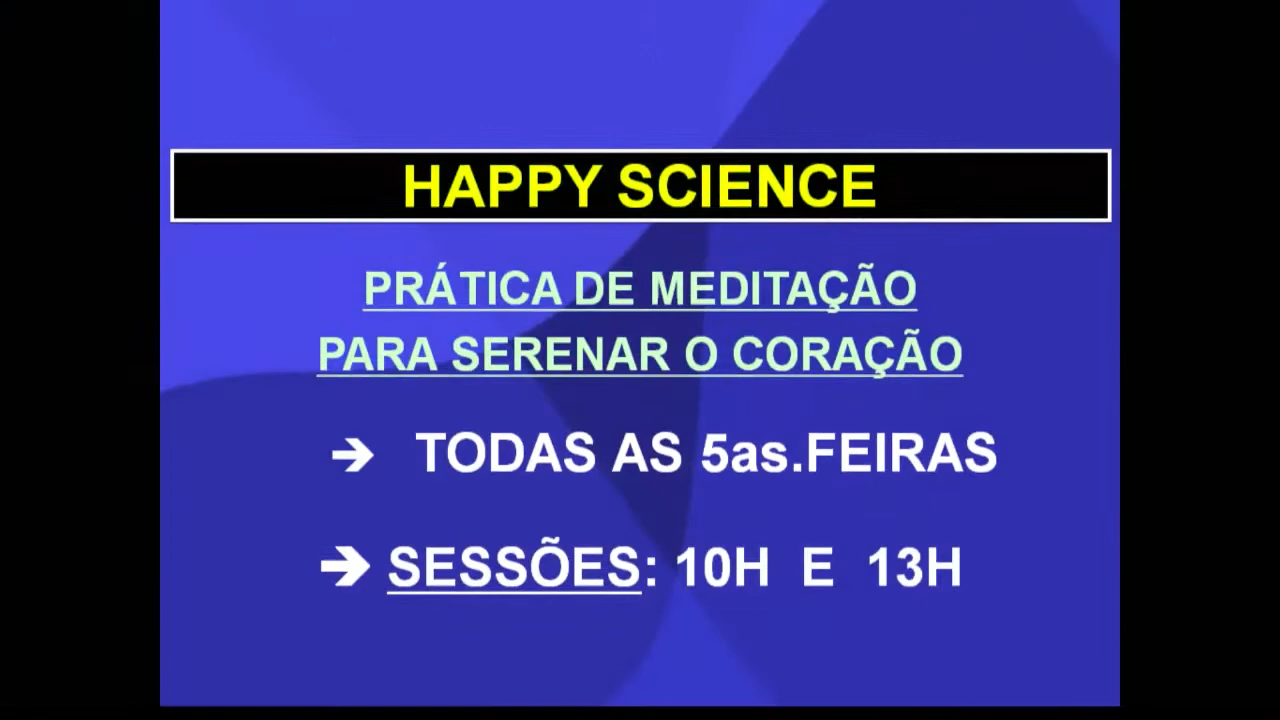 HAPPY SCIENCE
PRÁTICA DE MEDITAÇÃO
PARA SERENAR O CORAÇÃO
➔ TODAS AS 5as.FEIRAS
➔ SESSÕES: 10H E 13H